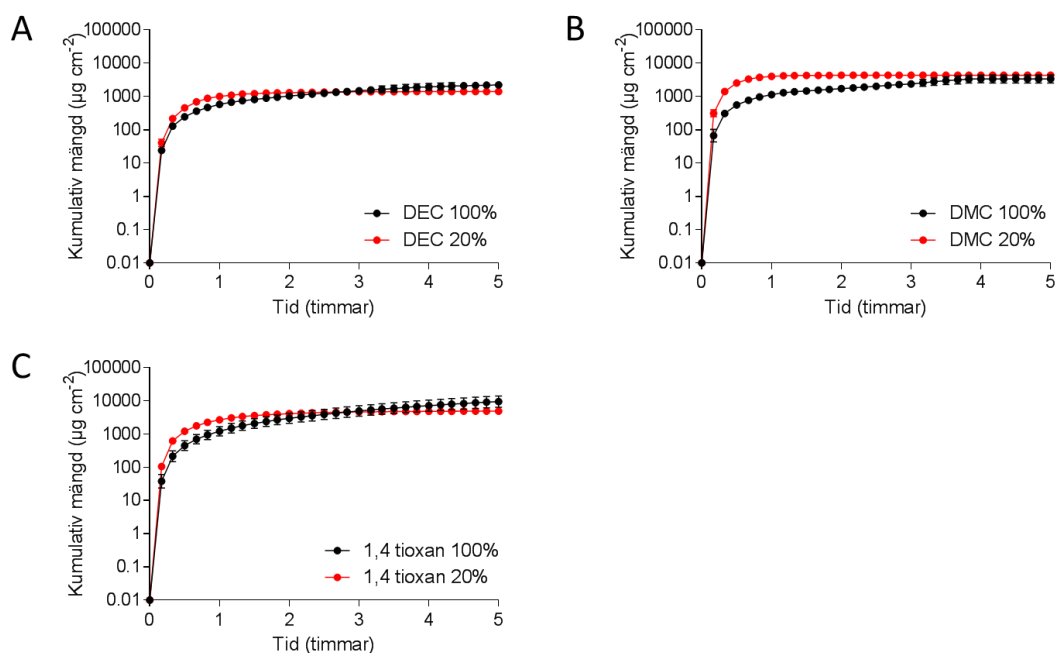 A
Kumulativ mängd (µg cm⁻²)
100000
10000
1000
100
10
1
0.1
0.01
DEC 100%
DEC 20%
0 1 2 3 4 5
Tid (timmar)
B
Kumulativ mängd (µg cm⁻²)
100000
10000
1000
100
10
1
0.1
0.01
DMC 100%
DMC 20%
0 1 2 3 4 5
Tid (timmar)
C
Kumulativ mängd (µg cm⁻²)
100000
10000
1000
100
10
1
0.1
0.01
1,4 tioxan 100%
1,4 tioxan 20%
0 1 2 3 4 5
Tid (timmar)